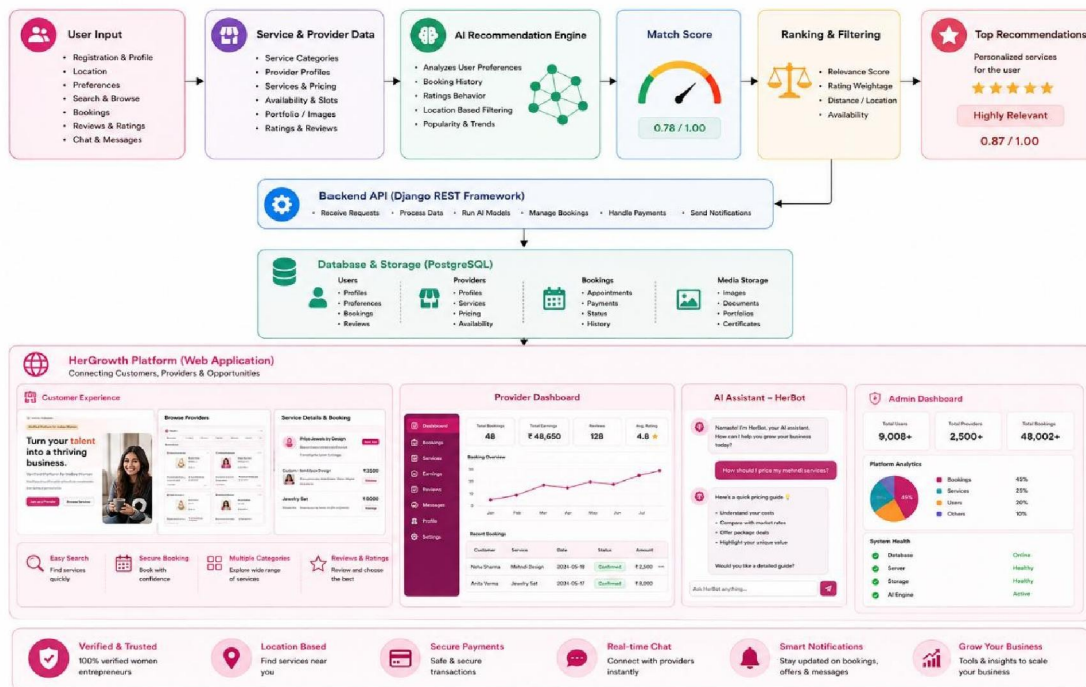 User Input
• Registration & Profile
• Location
• Preferences
• Search & Browse
• Bookings
• Reviews & Ratings
• Chat & Messages
Service & Provider Data
• Service Categories
• Provider Profiles
• Services & Pricing
• Availability & Slots
• Portfolio / Images
• Ratings & Reviews
AI Recommendation Engine
• Analyzes User Preferences
• Booking History
• Ratings Behavior
• Location Based Filtering
• Popularity & Trends
Match Score
0.78 / 1.00
Ranking & Filtering
• Relevance Score
• Rating Weightage
• Distance / Location
• Availability
Top Recommendations
Personalized services
for the user
Highly Relevant
0.87 / 1.00
Backend API (Django REST Framework)
• Receive Requests • Process Data • Run AI Models • Manage Bookings • Handle Payments • Send Notifications
Database & Storage (PostgreSQL)
Users
• Profiles
• Preferences
• Bookings
• Reviews
Providers
• Profiles
• Services
• Pricing
• Availability
Bookings
• Appointments
• Payments
• Status
• History
Media Storage
• Images
• Documents
• Portfolios
• Certificates
HerGrowth Platform (Web Application)
Connecting Customers, Providers & Opportunities
Customer Experience
Turn your talent
into a thriving
business.
Browse Providers
Service Details & Booking
₹3500
Jewelry Set
₹8000
Easy Search
Find services
quickly
Secure Booking
Book with
confidence
Multiple Categories
Explore wide range
of services
Reviews & Ratings
Review and choose
the best
Provider Dashboard
Dashboard
Bookings
Services
Earnings
Reviews
Messages
Profile
Settings
Total Bookings
48
Total Earnings
₹ 48,650
Reviews
128
Avg. Rating
4.8
Booking Overview
Jan Feb Mar Apr May Jun Jul
Recent Bookings
Customer Service Date Status Amount
Neha Sharma Mehndi Design 2024-05-18 Confirmed ₹ 2,500
Anita Verma Jewelry Set 2024-05-17 Confirmed
AI Assistant – HerBot
Namaste! I'm HerBot, your AI assistant.
How can I help you grow your business
today?
How should I price my mehndi services?
Here's a quick pricing guide
• Understand your costs
• Compare with market rates
• Offer package deals
• Highlight your unique value
Would you like a detailed guide?
Ask HerBot anything...
Admin Dashboard
Total Users
9,008+
Total Providers
2,500+
Total Bookings
48,002+
Platform Analytics
45%
Bookings 45%
Services 25%
Users 20%
Others 10%
System Health
Database Online
Server Healthy
Storage Healthy
AI Engine Active
Verified & Trusted
100% verified women
entrepreneurs
Location Based
Find services near
you
Secure Payments
Safe & secure
transactions
Real-time Chat
Connect with providers
instantly
Smart Notifications
Stay updated on bookings,
offers & messages
Grow Your Business
Tools & insights to scale
your business